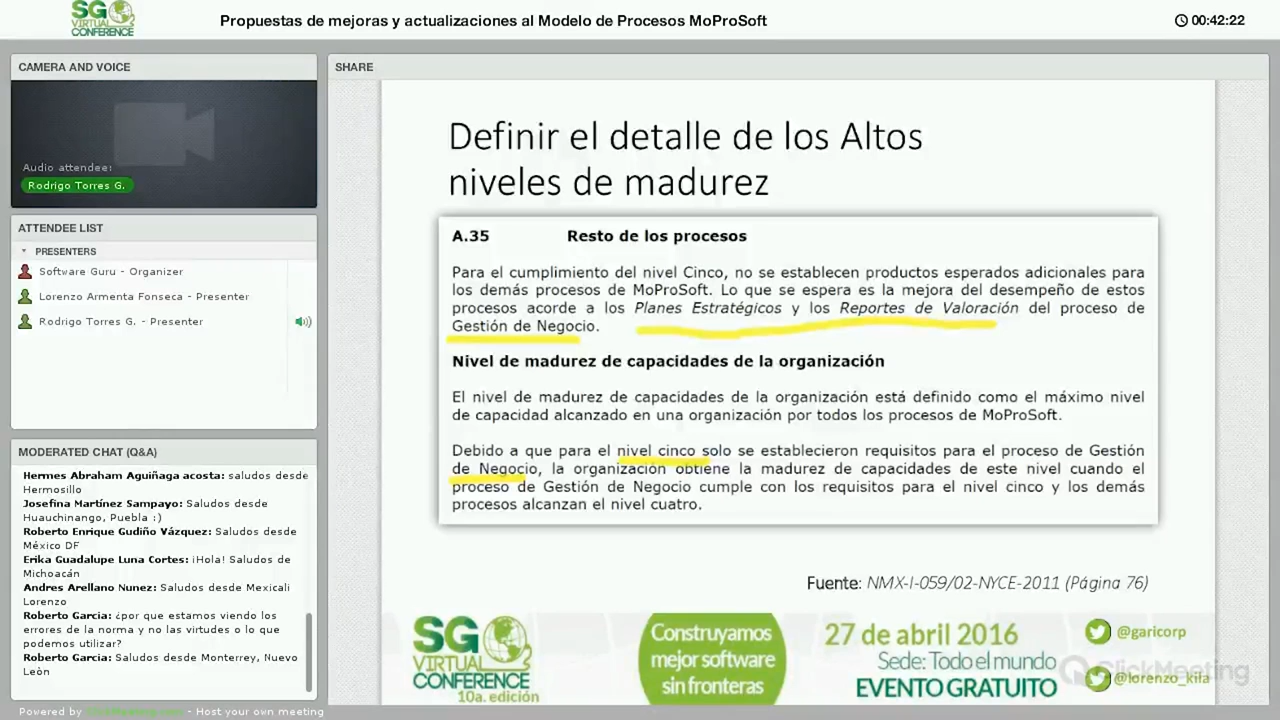 SG
VIRTUAL
CONFERENCE
Propuestas de mejoras y actualizaciones al Modelo de Procesos MoProSoft
00:42:22
CAMERA AND VOICE
Audio attendee:
Rodrigo Torres G.
ATTENDEE LIST
PRESENTERS
Software Guru - Organizer
Lorenzo Armenta Fonseca - Presenter
Rodrigo Torres G. - Presenter
MODERATED CHAT (Q&A)
Hermes Abraham Aguiñaga acosta: saludos desde
Hermosillo
Josefina Martínez Sampayo: Saludos desde
Huauchinango, Puebla :)
Roberto Enrique Gudiño Vázquez: Saludos desde
México DF
Erika Guadalupe Luna Cortes: ¡Hola! Saludos de
Michoacán
Andres Arellano Nunez: Saludos desde Mexicali
Lorenzo
Roberto Garcia: ¿por que estamos viendo los
errores de la norma y no las virtudes o lo que
podemos utilizar?
Roberto Garcia: Saludos desde Monterrey, Nuevo
León
Powered by ClickMeeting.com - Host your own meeting
SHARE
Definir el detalle de los Altos
niveles de madurez
A.35 Resto de los procesos
Para el cumplimiento del nivel Cinco, no se establecen productos esperados adicionales para
los demás procesos de MoProSoft. Lo que se espera es la mejora del desempeño de estos
procesos acorde a los Planes Estratégicos y los Reportes de Valoración del proceso de
Gestión de Negocio.
Nivel de madurez de capacidades de la organización
El nivel de madurez de capacidades de la organización está definido como el máximo nivel
de capacidad alcanzado en una organización por todos los procesos de MoProSoft.
Debido a que para el nivel cinco solo se establecieron requisitos para el proceso de Gestión
de Negocio, la organización obtiene la madurez de capacidades de este nivel cuando el
proceso de Gestión de Negocio cumple con los requisitos para el nivel cinco y los demás
procesos alcanzan el nivel cuatro.
Fuente: NMX-I-059/02-NYCE-2011 (Página 76)
SG
VIRTUAL
CONFERENCE
10a. edición
Construyamos
mejor software
sin fronteras
27 de abril 2016
Sede: Todo el mundo
EVENTO GRATUITO
@garicorp
@lorenzo_kifa
ClickMeeting